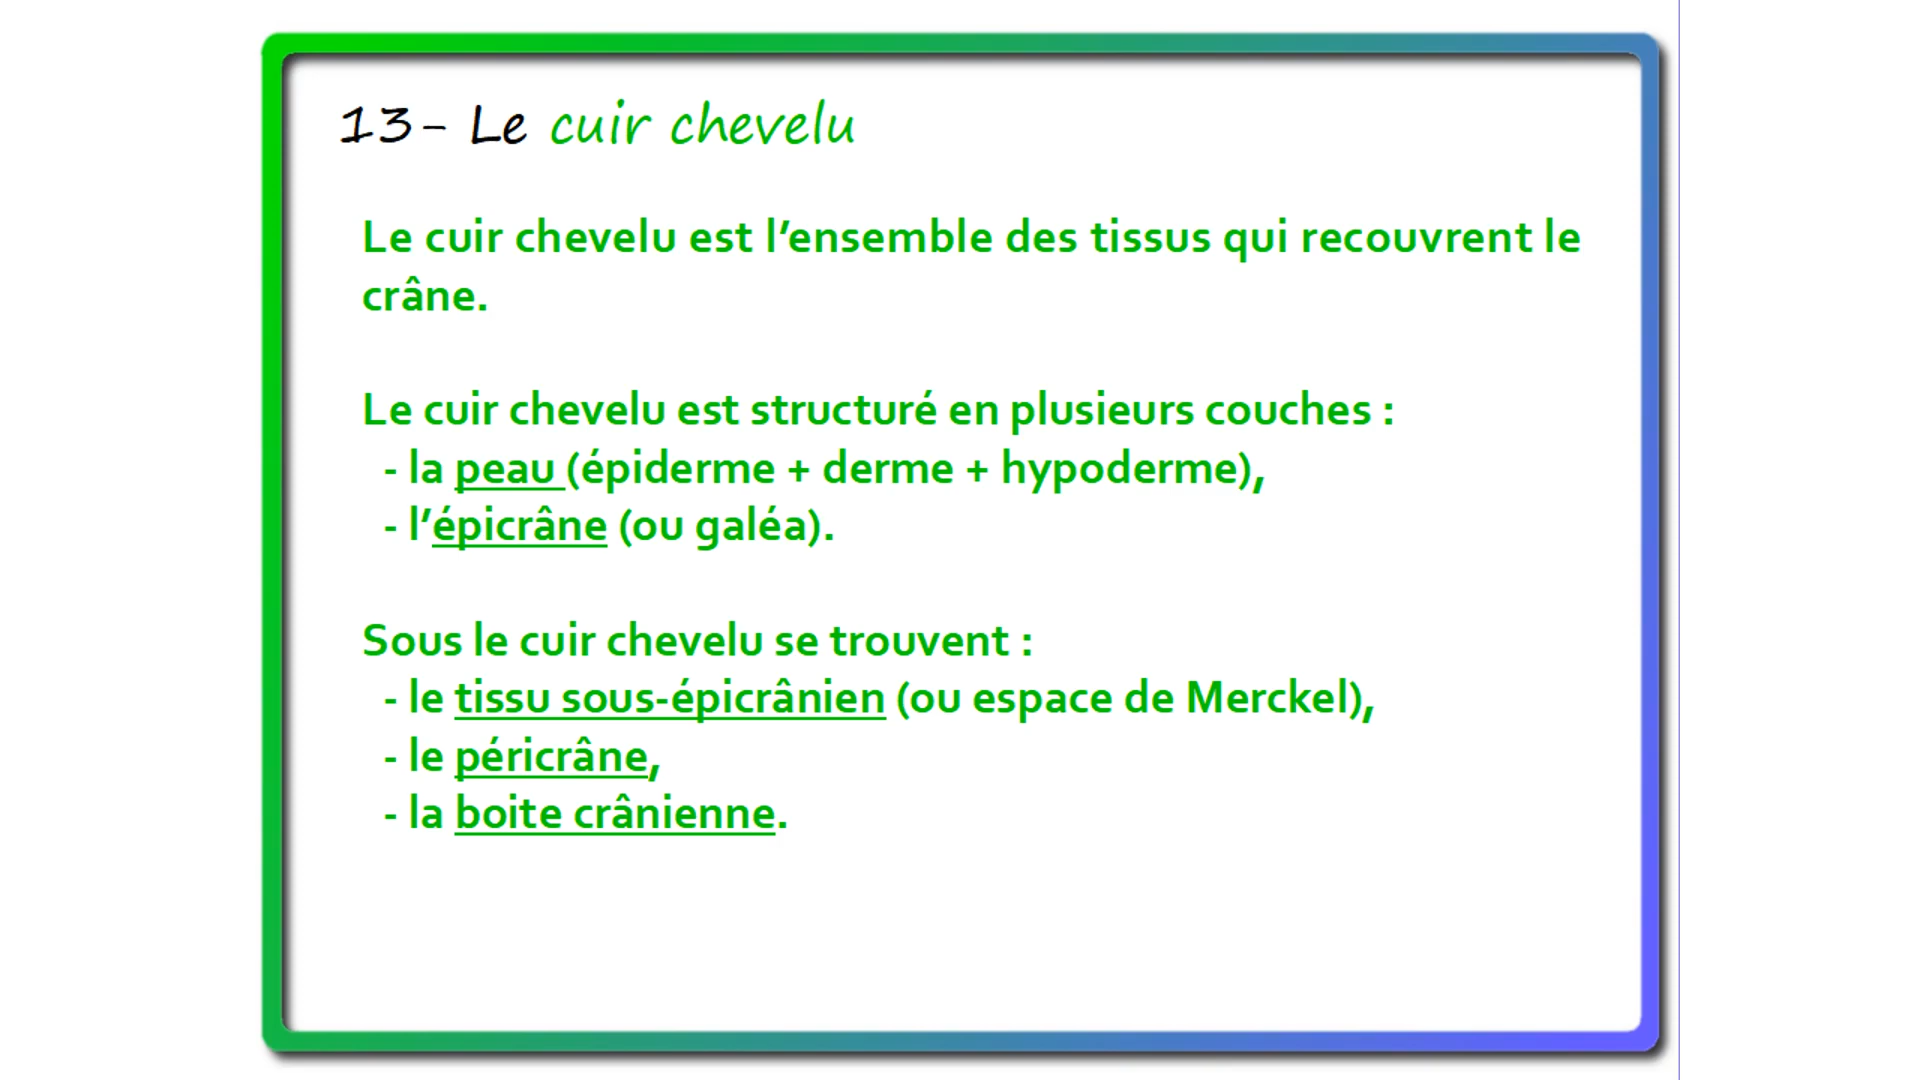 13- Le cuir chevelu
Le cuir chevelu est l’ensemble des tissus qui recouvrent le
crâne.
Le cuir chevelu est structuré en plusieurs couches :
- la peau (épiderme + derme + hypoderme),
- l’épicrâne (ou galéa).
Sous le cuir chevelu se trouvent :
- le tissu sous-épicrânien (ou espace de Merckel),
- le péricrâne,
- la boite crânienne.